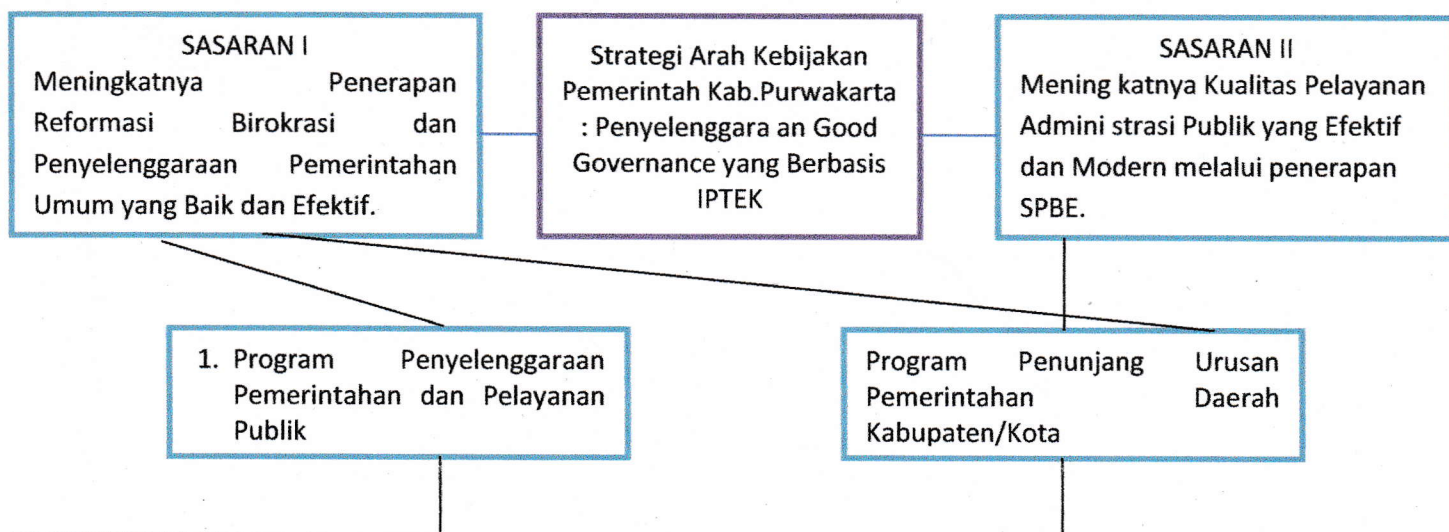 SASARAN I
Meningkatnya Penerapan
Reformasi Birokrasi dan
Penyelenggaraan Pemerintahan
Umum yang Baik dan Efektif.
Strategi Arah Kebijakan
Pemerintah Kab.Purwakarta
: Penyelenggara an Good
Governance yang Berbasis
IPTEK
SASARAN II
Mening katnya Kualitas Pelayanan
Admini strasi Publik yang Efektif
dan Modern melalui penerapan
SPBE.
1. Program Penyelenggaraan
Pemerintahan dan Pelayanan
Publik
Program Penunjang Urusan
Pemerintahan Daerah
Kabupaten/Kota